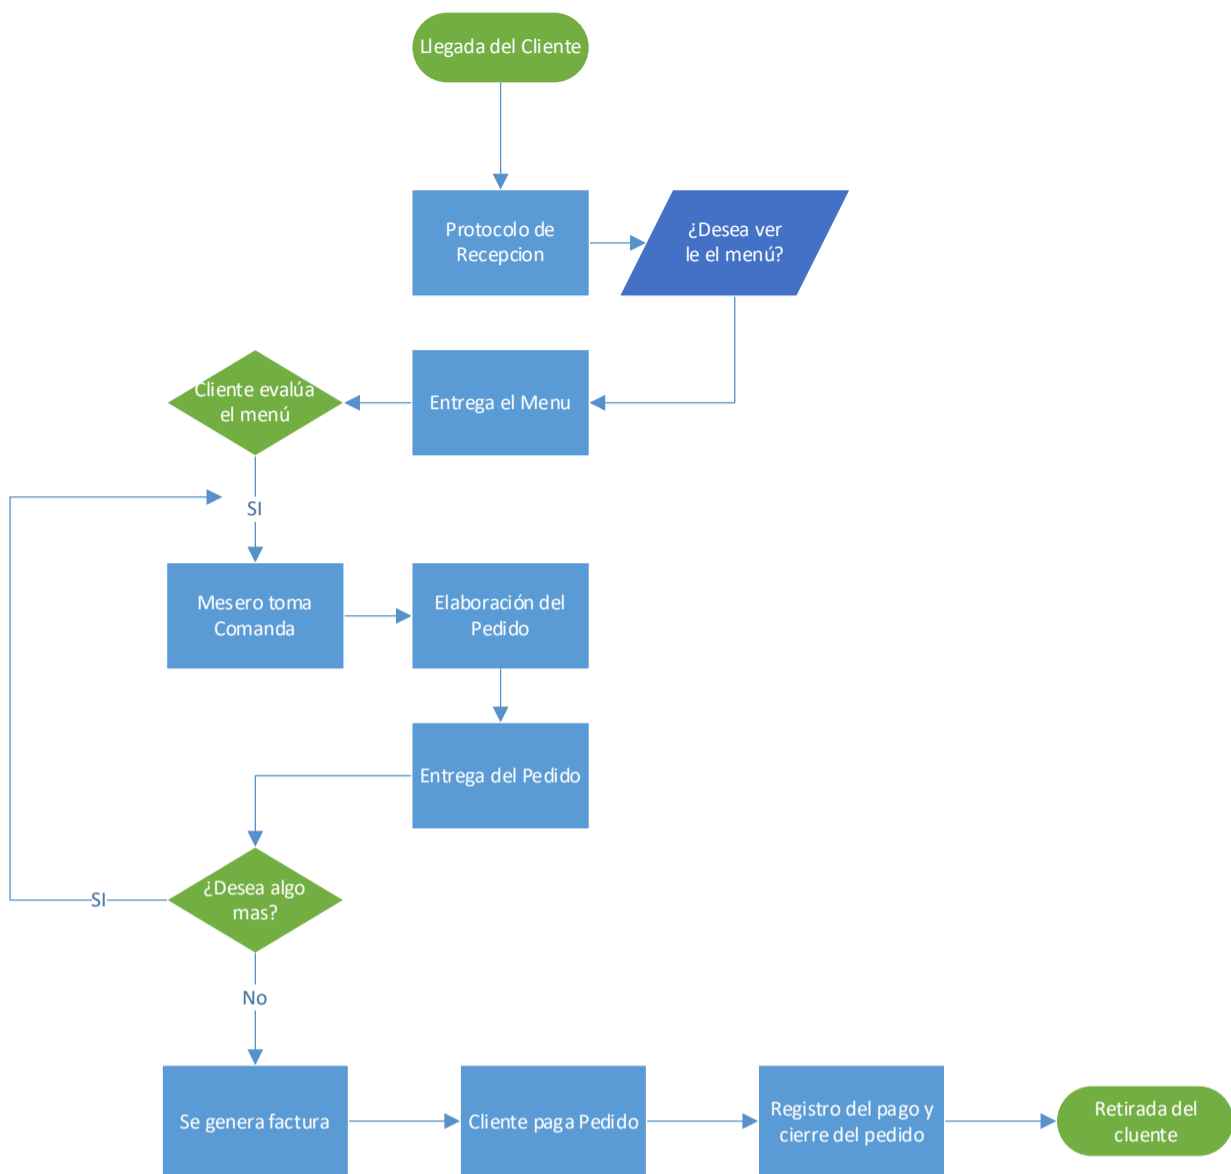 Llegada del Cliente
Protocolo de
Recepcion
¿Desea ver
le el menú?
Cliente evalúa
el menú
Entrega el Menu
SI
Mesero toma
Comanda
Elaboración del
Pedido
Entrega del Pedido
¿Desea algo
mas?
SI
No
Se genera factura
Cliente paga Pedido
Registro del pago y
cierre del pedido
Retirada del
cluente